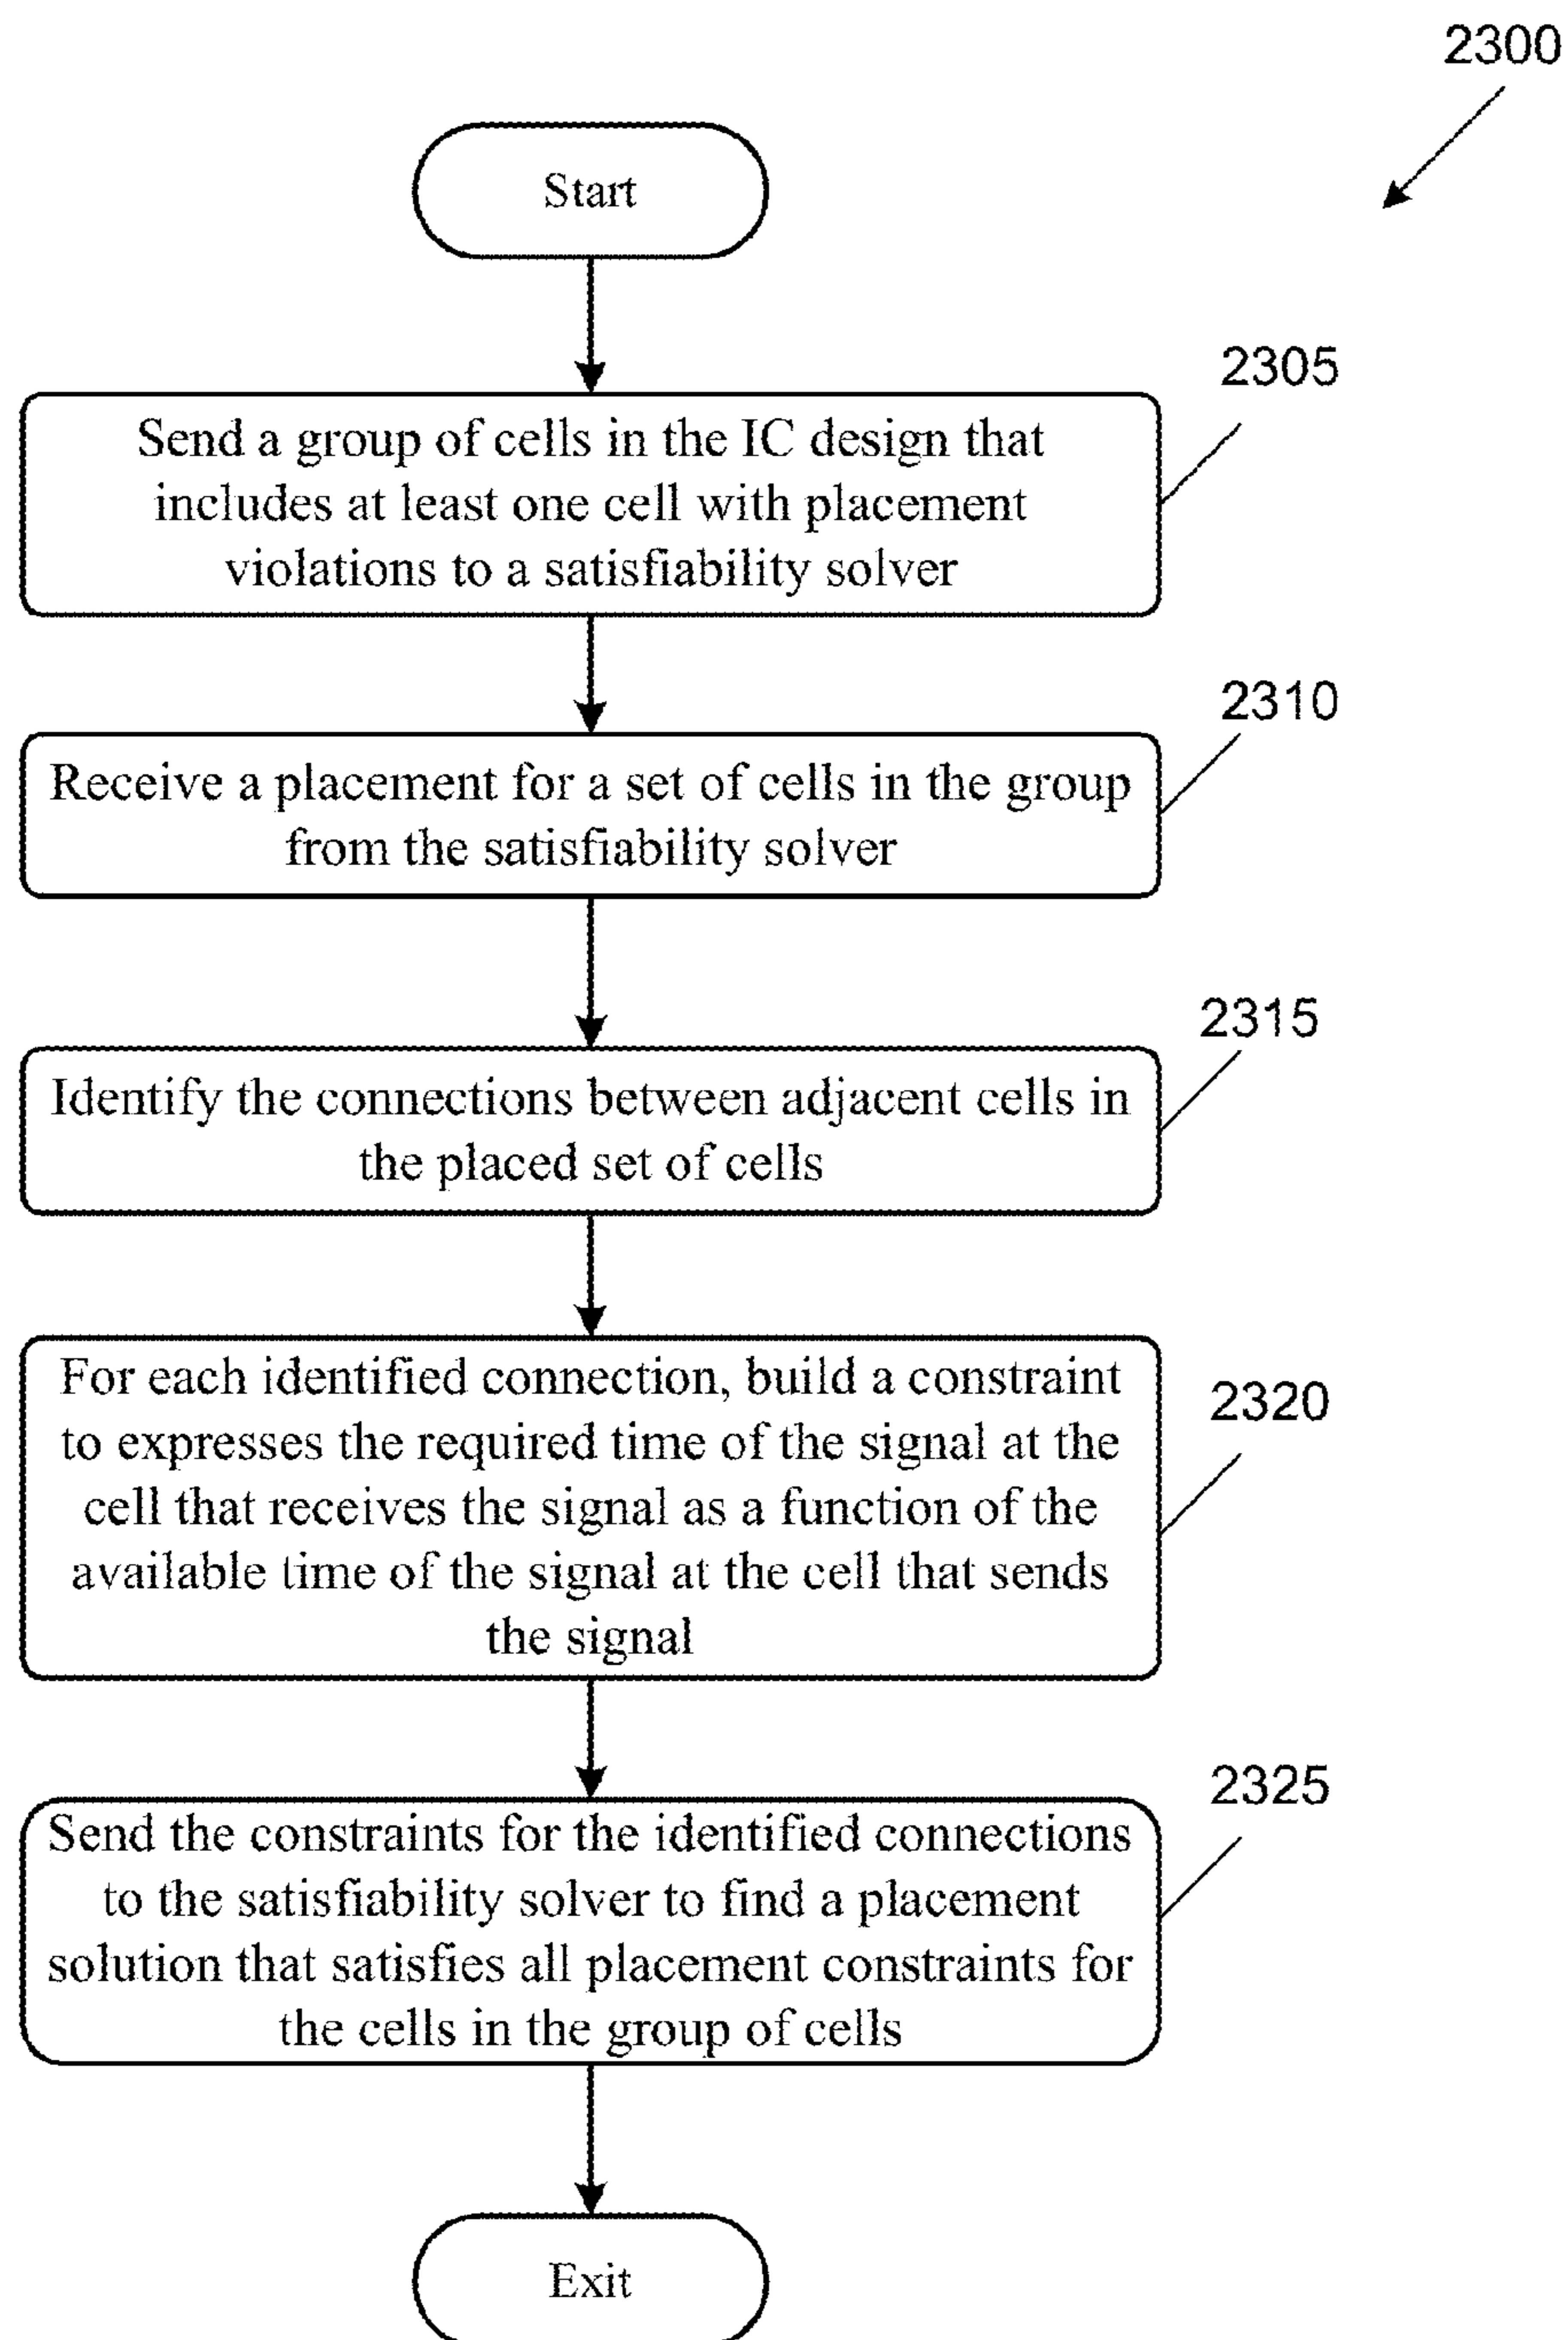 2300
Start
2305
Send a group of cells in the IC design that
includes at least one cell with placement
violations to a satisfiability solver
2310
Receive a placement for a set of cells in the group
from the satisfiability solver
2315
Identify the connections between adjacent cells in
the placed set of cells
2320
For each identified connection, build a constraint
to expresses the required time of the signal at the
cell that receives the signal as a function of the
available time of the signal at the cell that sends
the signal
2325
Send the constraints for the identified connections
to the satisfiability solver to find a placement
solution that satisfies all placement constraints for
the cells in the group of cells
Exit